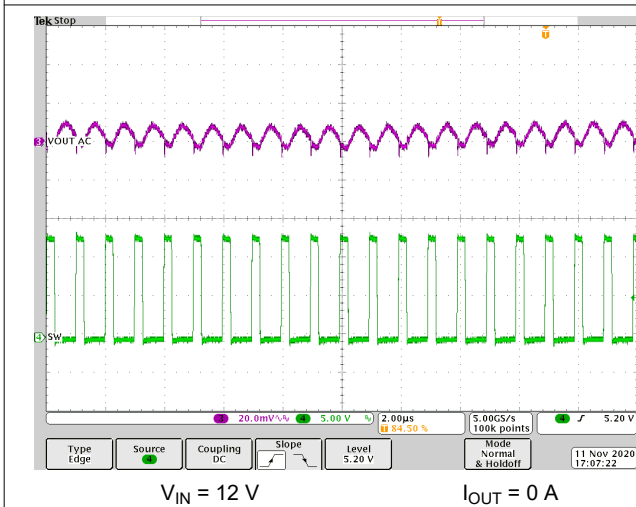 Tek Stop
T
T
3 VOUT AC
4 SW
3 20.0mV 4 5.00 V 2.00µs 5.00GS/s 4 5.20 V
T 84.50 % 100k points
Type Source Coupling Slope Level Mode
Edge 4 DC 5.20 V Normal
& Holdoff
11 Nov 2020
17:07:22
VIN = 12 V IOUT = 0 A